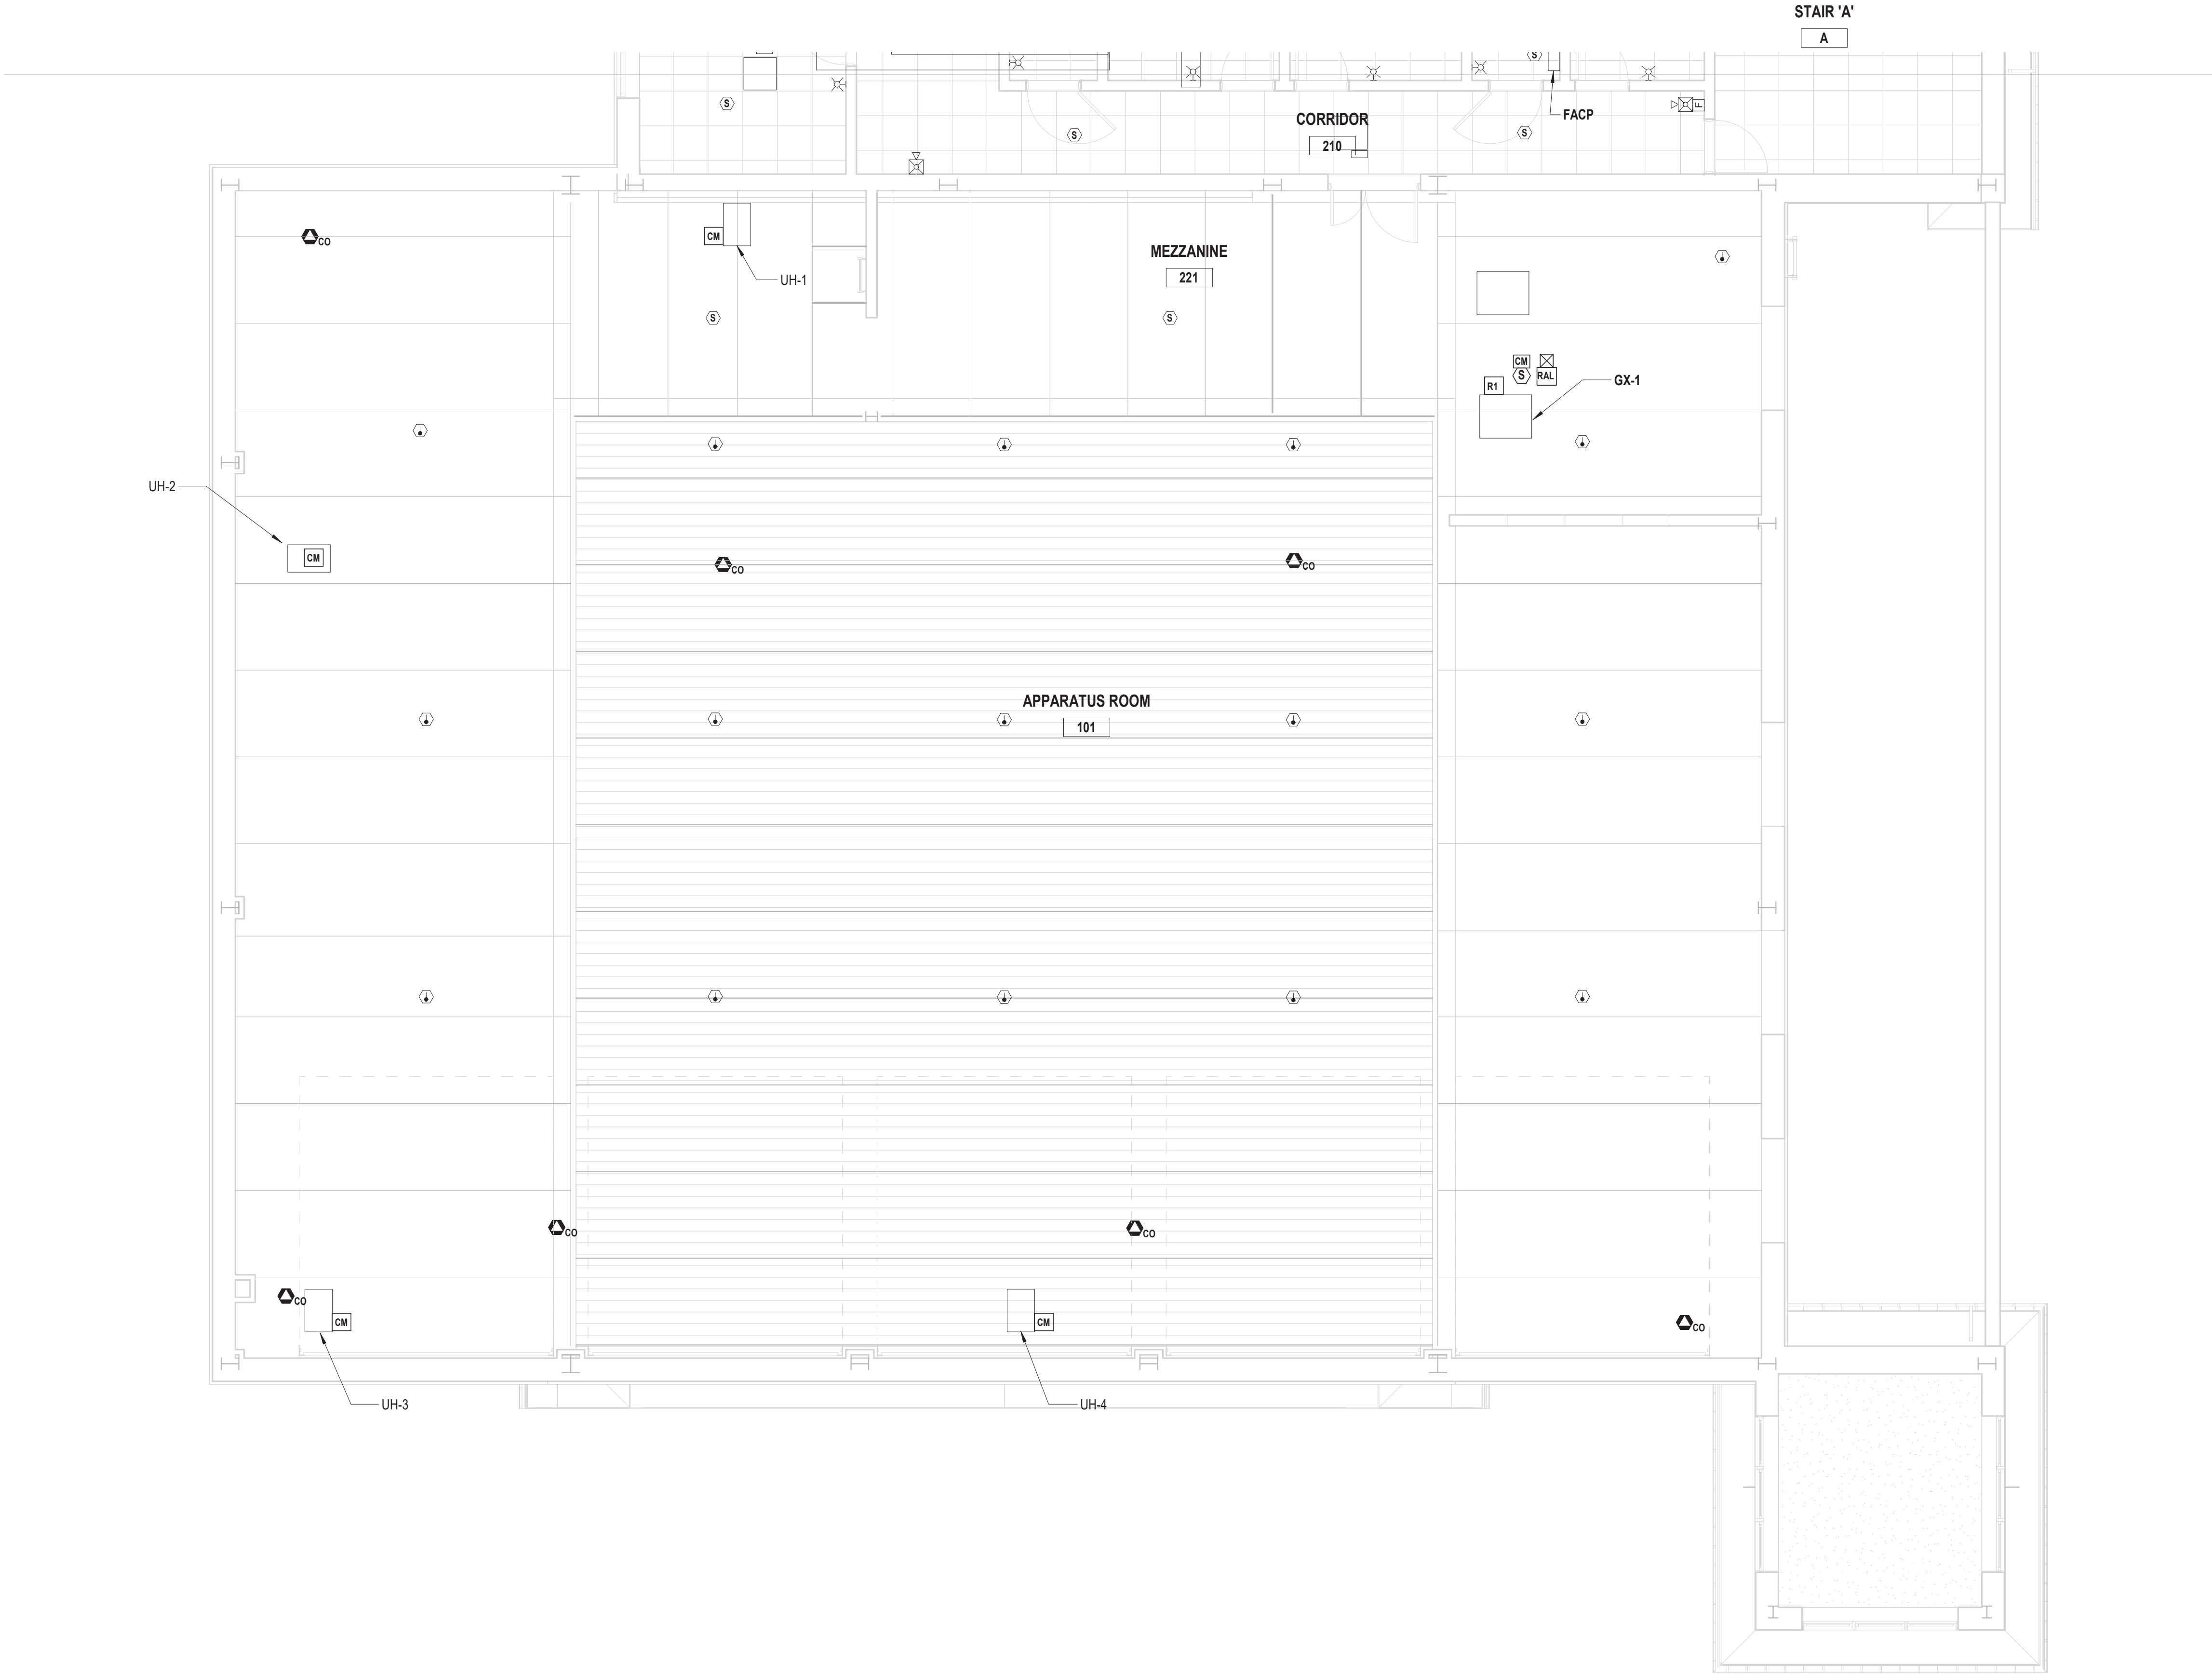 STAIR 'A'
A
S
S
F
FACP
CORRIDOR
210
S
S
CO
CM
UH-1
MEZZANINE
221
S
S
CM
S
RAL
R1
GX-1
UH-2
CM
CO
CO
APPARATUS ROOM
101
CO
CO
CO
CM
CM
CO
UH-3
UH-4